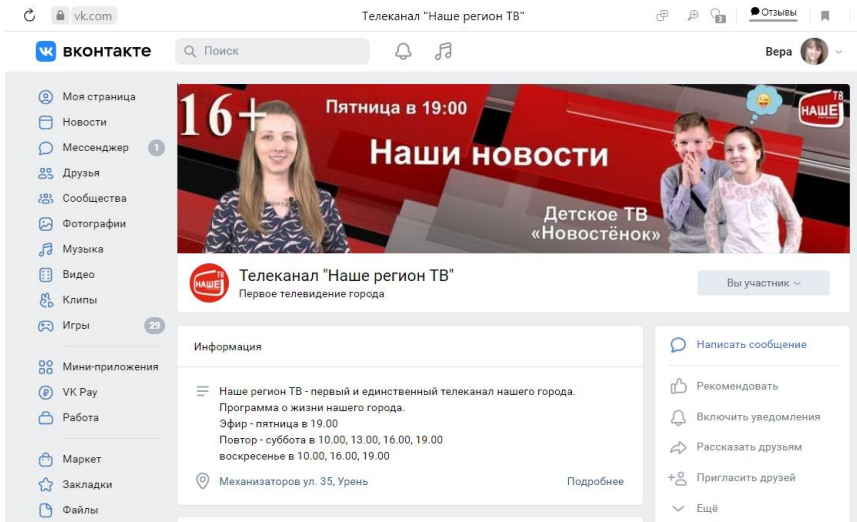 vk.com
Телеканал "Наше регион ТВ"
3
Отзывы
вконтакте
Поиск
Вера
Моя страница
Новости
Мессенджер 1
Друзья
Сообщества
Фотографии
Музыка
Видео
Клипы
Игры 29
Мини-приложения
VK Pay
Работа
Маркет
Закладки
Файлы
16+
Пятница в 19:00
Наши новости
Детское ТВ
«Новостёнок»
ТВ
НАШЕ
ТВ
НАШЕ
Телеканал "Наше регион ТВ"
Первое телевидение города
Вы участник
Информация
Наше регион ТВ - первый и единственный телеканал нашего города.
Программа о жизни нашего города.
Эфир - пятница в 19.00
Повтор - суббота в 10.00, 13.00, 16.00, 19.00
воскресенье в 10.00, 16.00, 19.00
Механизаторов ул. 35, Урень
Подробнее
Написать сообщение
Рекомендовать
Включить уведомления
Рассказать друзьям
Пригласить друзей
Ещё